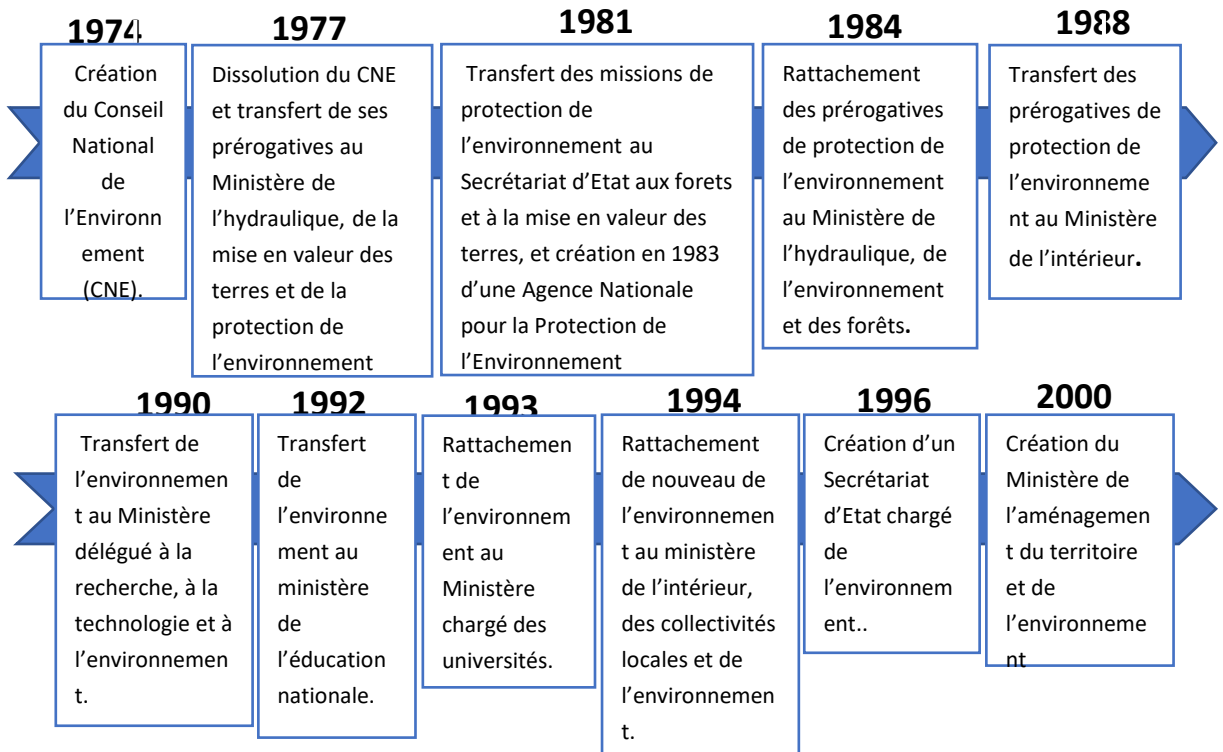 1974
Création
du Conseil
National
de
l’Environn
ement
(CNE).
1977
Dissolution du CNE
et transfert de ses
prérogatives au
Ministère de
l’hydraulique, de la
mise en valeur des
terres et de la
protection de
l’environnement
1981
Transfert des missions de
protection de
l’environnement au
Secrétariat d’Etat aux forets
et à la mise en valeur des
terres, et création en 1983
d’une Agence Nationale
pour la Protection de
l’Environnement
1984
Rattachement
des prérogatives
de protection de
l’environnement
au Ministère de
l’hydraulique, de
l’environnement
et des forêts.
1988
Transfert des
prérogatives de
protection de
l’environneme
nt au Ministère
de l’intérieur.
1990
Transfert de
l’environnemen
t au Ministère
délégué à la
recherche, à la
technologie et à
l’environnemen
t.
1992
Transfert
de
l’environne
ment au
ministère
de
l’éducation
nationale.
1993
Rattachemen
t de
l’environnem
ent au
Ministère
chargé des
universités.
1994
Rattachement
de nouveau de
l’environnemen
t au ministère
de l’intérieur,
des collectivités
locales et de
l’environnemen
t.
1996
Création d’un
Secrétariat
d’Etat chargé
de
l’environnem
ent..
2000
Création du
Ministère de
l’aménagemen
t du territoire
et de
l’environneme
nt